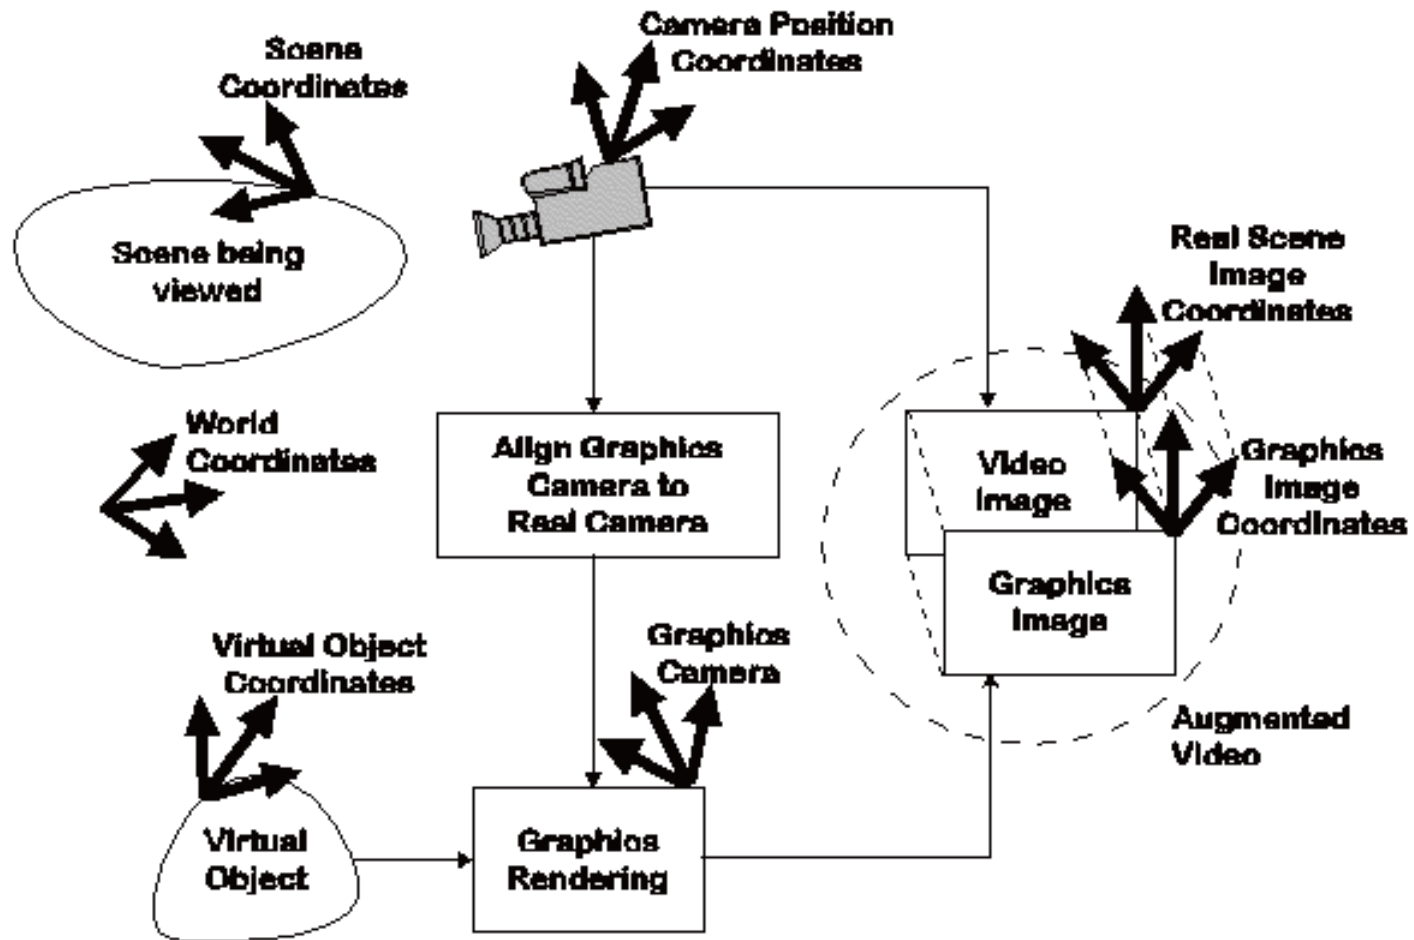 Camera Position
Coordinates
Scene
Coordinates
Scene being
viewed
Real Scene
Image
Coordinates
World
Coordinates
Align Graphics
Camera to
Real Camera
Video
Image
Graphics
Image
Coordinates
Graphics
Image
Virtual Object
Coordinates
Graphics
Camera
Augmented
Video
Virtual
Object
Graphics
Rendering